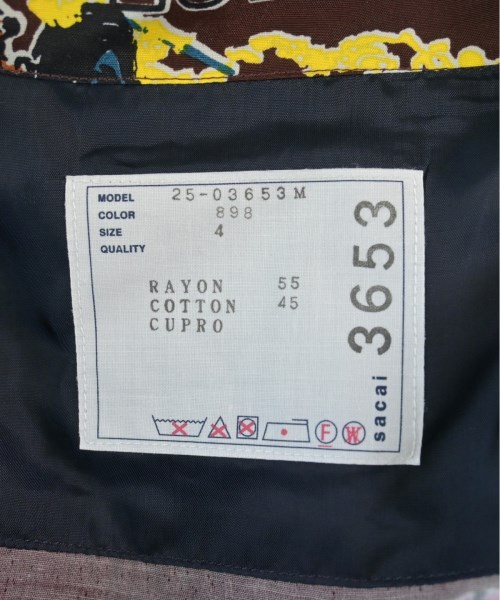 MODEL 25-03653M
COLOR 898
SIZE 4
QUALITY
RAYON 55
COTTON 45
CUPRO
F W
sacai 3653